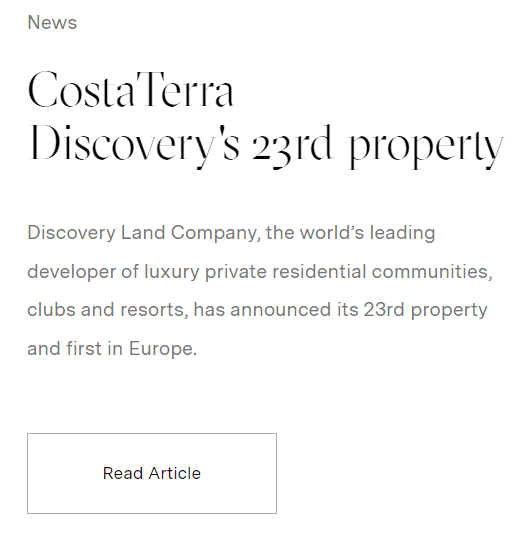 News
CostaTerra
Discovery's 23rd property
Discovery Land Company, the world’s leading
developer of luxury private residential communities,
clubs and resorts, has announced its 23rd property
and first in Europe.
Read Article